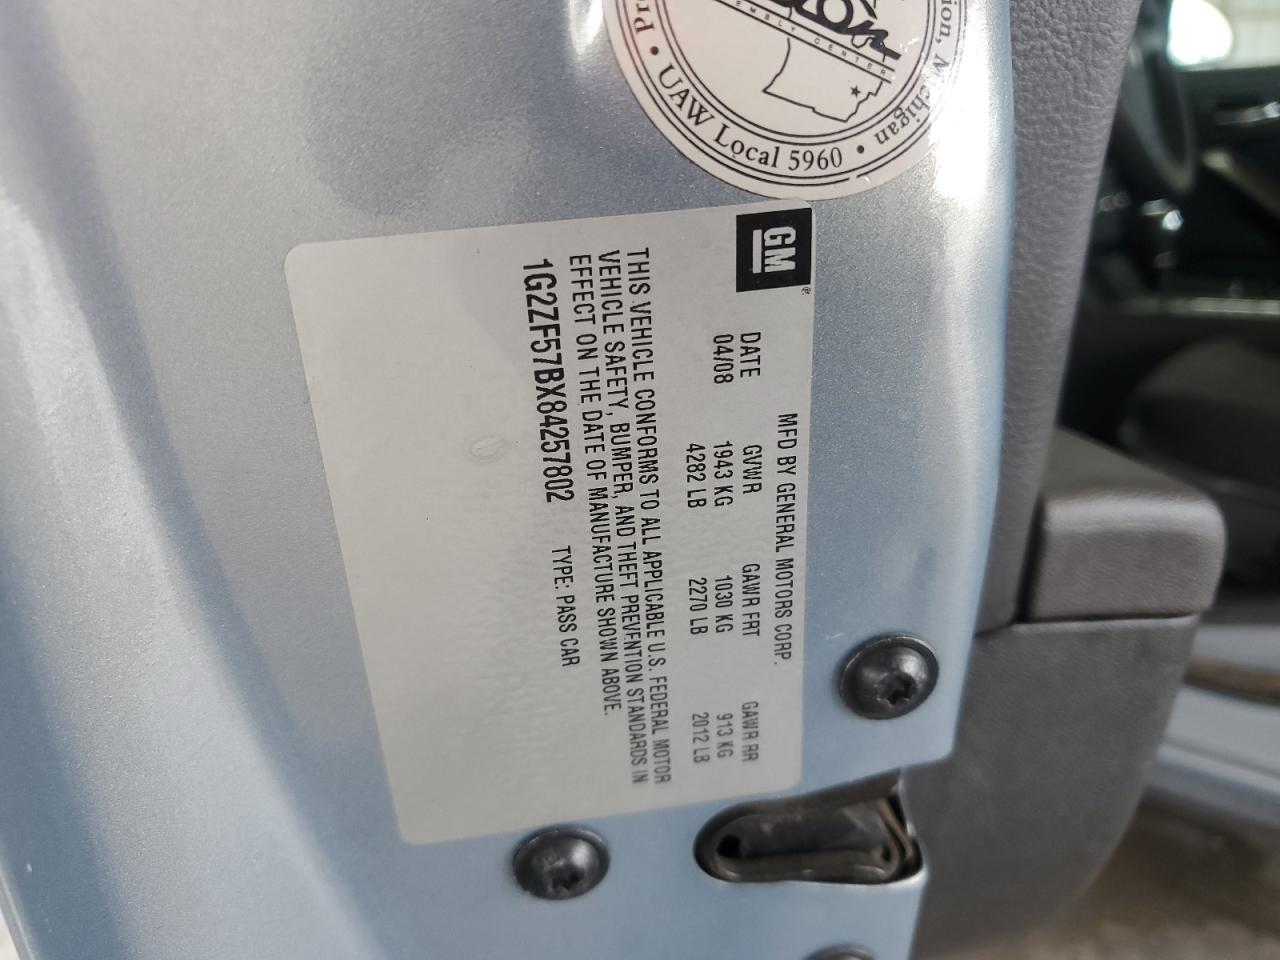 ion, Michigan
EMBLY CENTER
• UAW Local 5960 •
GM
MFD BY GENERAL MOTORS CORP.
DATE GVWR GAWR FRT GAWR RR
04/08 1943 KG 1030 KG 913 KG
4282 LB 2270 LB 2012 LB
THIS VEHICLE CONFORMS TO ALL APPLICABLE U.S. FEDERAL MOTOR
VEHICLE SAFETY, BUMPER, AND THEFT PREVENTION STANDARDS IN
EFFECT ON THE DATE OF MANUFACTURE SHOWN ABOVE.
1G2ZF57BX84257802 TYPE: PASS CAR